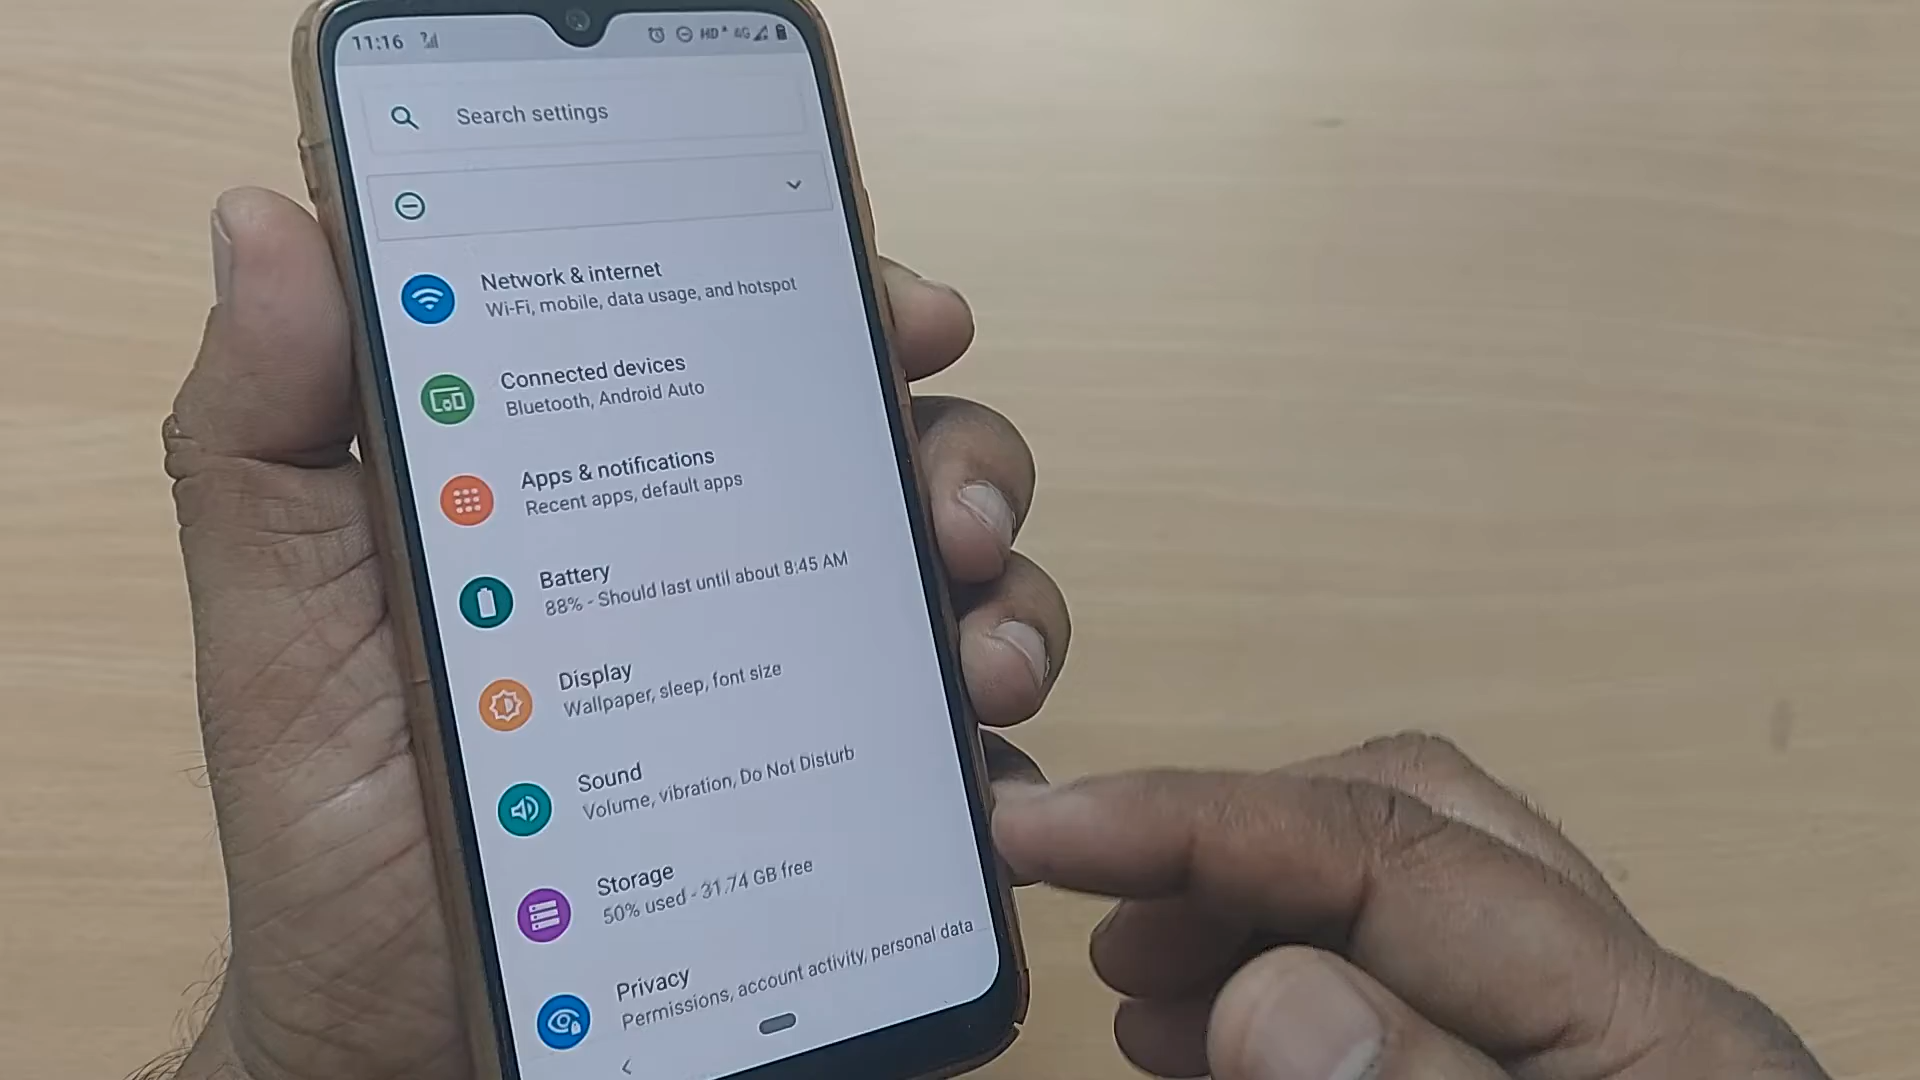 11:16
HD 4G
Search settings
Network & internet
Wi-Fi, mobile, data usage, and hotspot
Connected devices
Bluetooth, Android Auto
Apps & notifications
Recent apps, default apps
Battery
88% - Should last until about 8:45 AM
Display
Wallpaper, sleep, font size
Sound
Volume, vibration, Do Not Disturb
Storage
50% used - 31.74 GB free
Privacy
Permissions, account activity, personal data